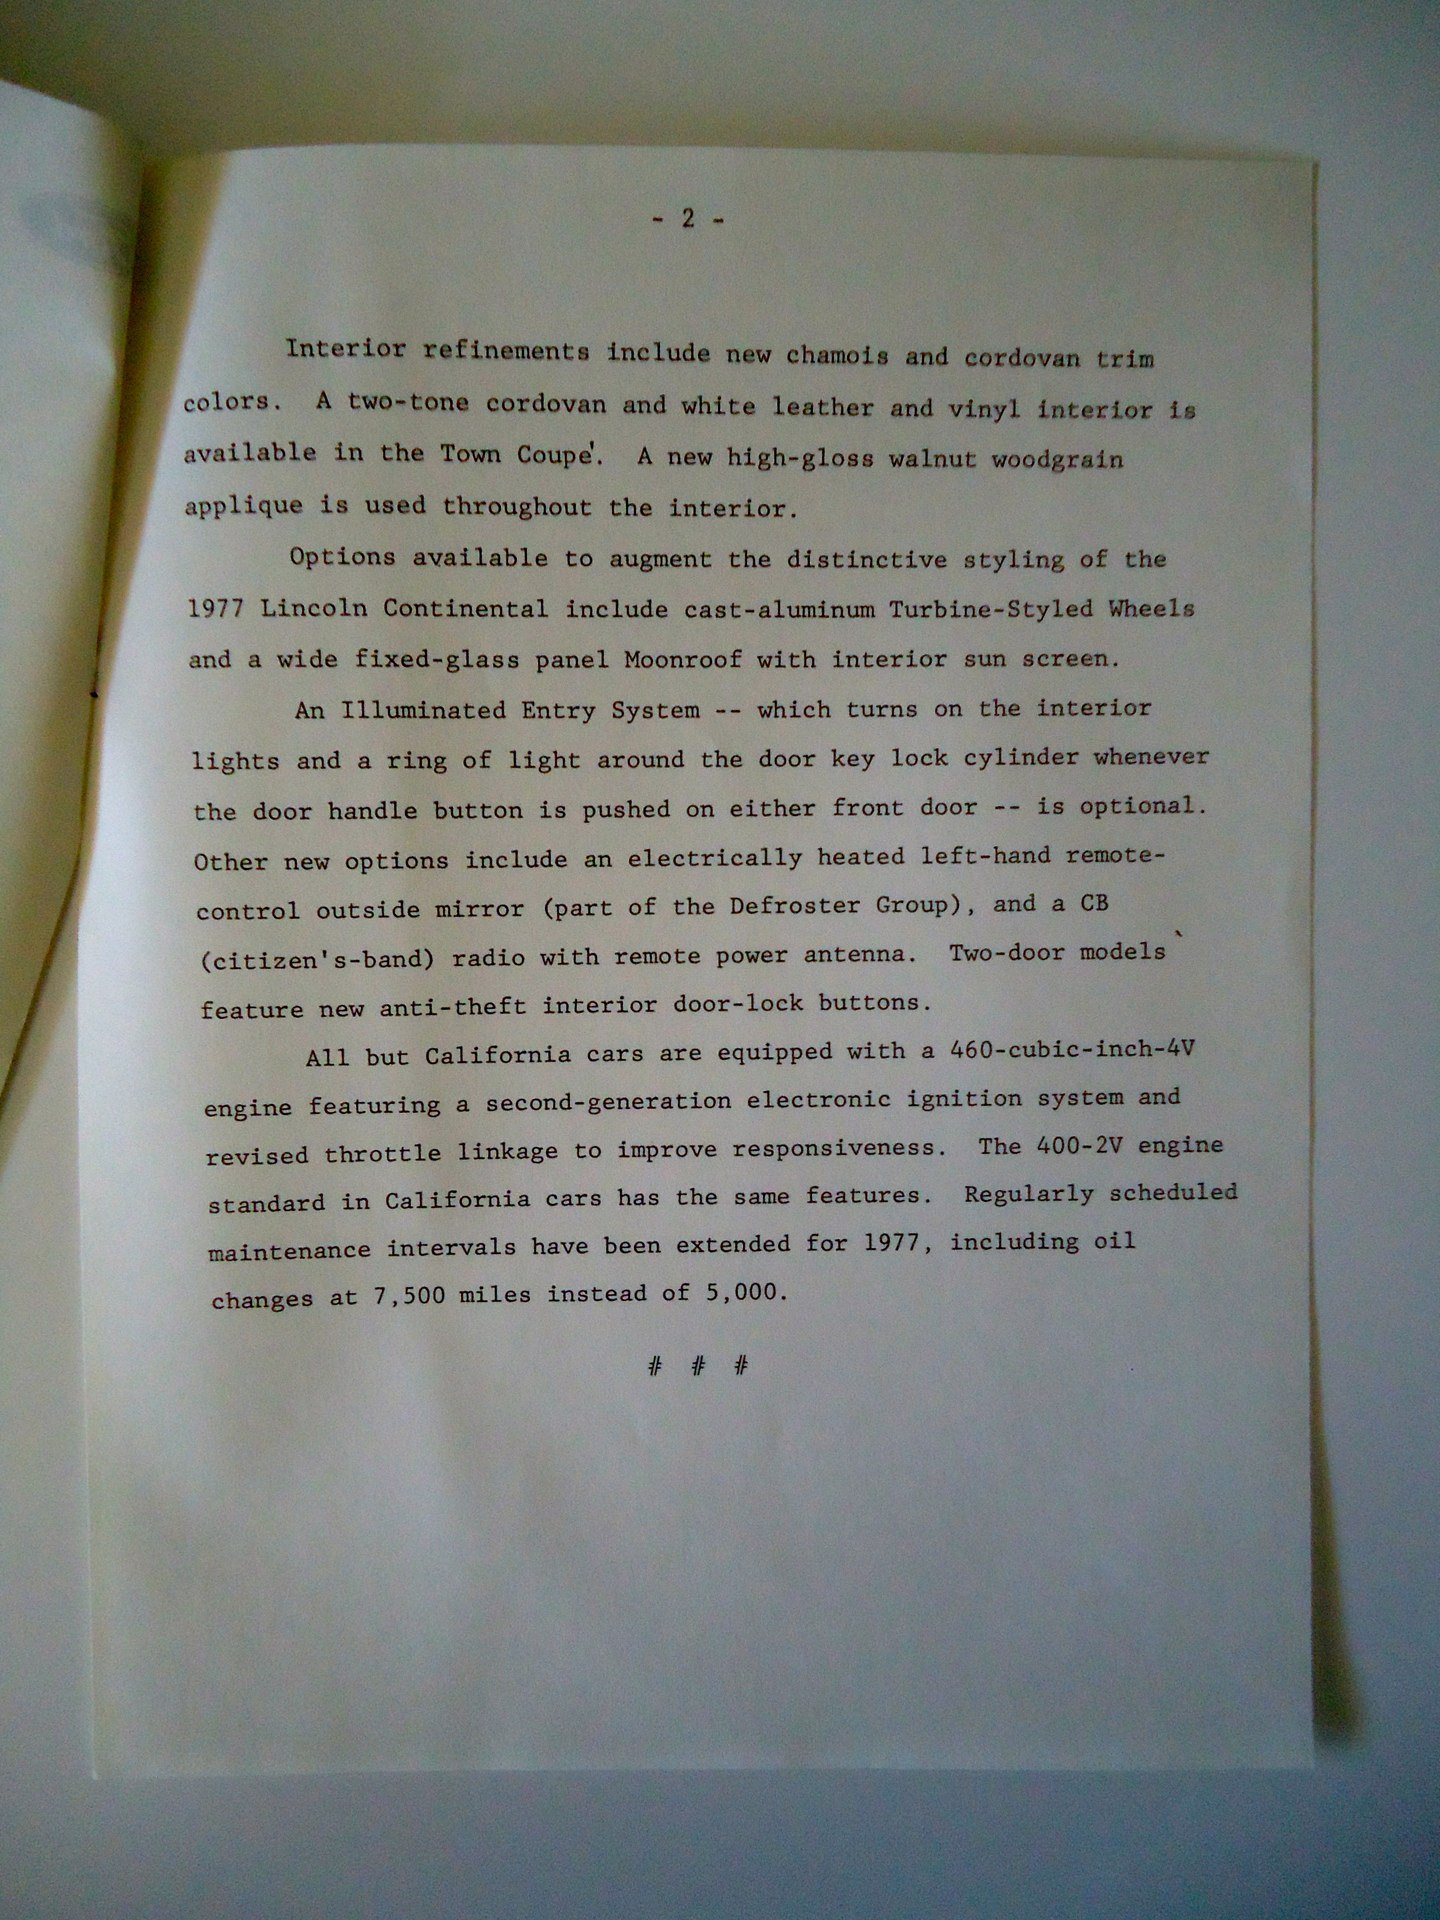 - 2 -
Interior refinements include new chamois and cordovan trim
colors. A two-tone cordovan and white leather and vinyl interior is
available in the Town Coupe'. A new high-gloss walnut woodgrain
applique is used throughout the interior.
Options available to augment the distinctive styling of the
1977 Lincoln Continental include cast-aluminum Turbine-Styled Wheels
and a wide fixed-glass panel Moonroof with interior sun screen.
An Illuminated Entry System -- which turns on the interior
lights and a ring of light around the door key lock cylinder whenever
the door handle button is pushed on either front door -- is optional.
Other new options include an electrically heated left-hand remote-
control outside mirror (part of the Defroster Group), and a CB
(citizen's-band) radio with remote power antenna. Two-door models
feature new anti-theft interior door-lock buttons.
All but California cars are equipped with a 460-cubic-inch-4V
engine featuring a second-generation electronic ignition system and
revised throttle linkage to improve responsiveness. The 400-2V engine
standard in California cars has the same features. Regularly scheduled
maintenance intervals have been extended for 1977, including oil
changes at 7,500 miles instead of 5,000.
# # #